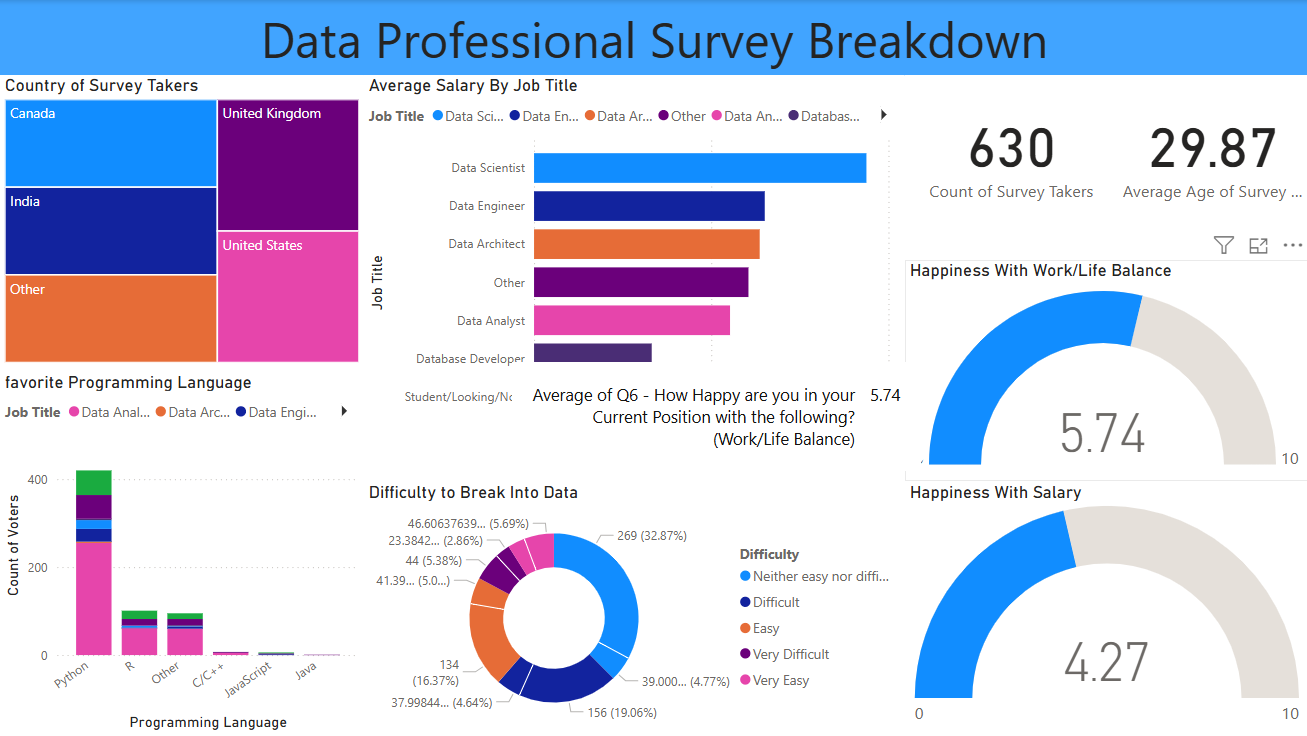 Data Professional Survey Breakdown
Country of Survey Takers
Canada
United Kingdom
India
United States
Other
Average Salary By Job Title
Job Title Data Sci... Data En... Data Ar... Other Data An... Databas...
Job Title
Data Scientist
Data Engineer
Data Architect
Other
Data Analyst
Database Developer
Student/Looking/No
Average of Q6 - How Happy are you in your 5.74
Current Position with the following?
(Work/Life Balance)
630
Count of Survey Takers
29.87
Average Age of Survey ...
Happiness With Work/Life Balance
5.74
10
favorite Programming Language
Job Title Data Anal... Data Arc... Data Engi...
Count of Voters
400
200
0
Python
R
Other
C/C++
JavaScript
Java
Programming Language
Difficulty to Break Into Data
46.60637639... (5.69%)
23.3842... (2.86%)
44 (5.38%)
41.39... (5.0...)
134
(16.37%)
37.99844... (4.64%)
269 (32.87%)
39.000... (4.77%)
156 (19.06%)
Difficulty
Neither easy nor diffi...
Difficult
Easy
Very Difficult
Very Easy
Happiness With Salary
4.27
0
10